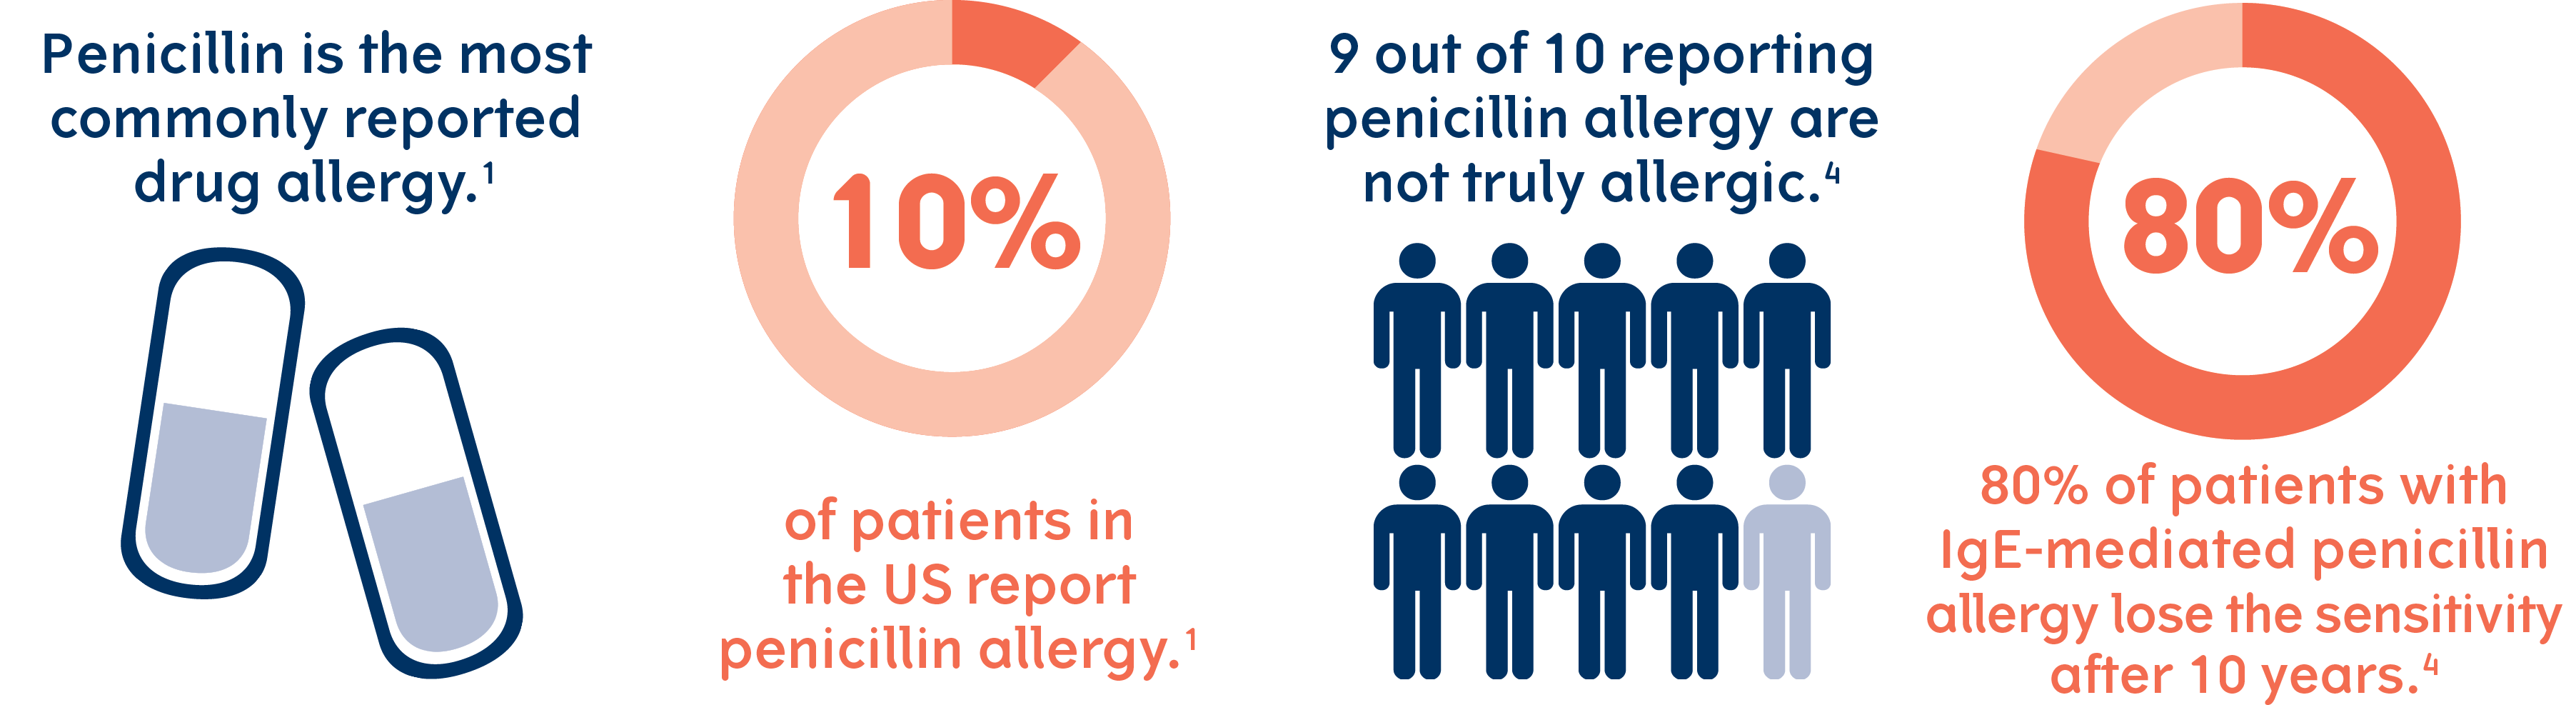 Penicillin is the most
commonly reported
drug allergy.¹
10%
of patients in
the US report
penicillin allergy.¹
9 out of 10 reporting
penicillin allergy are
not truly allergic.⁴
80%
80% of patients with
IgE-mediated penicillin
allergy lose the sensitivity
after 10 years.⁴